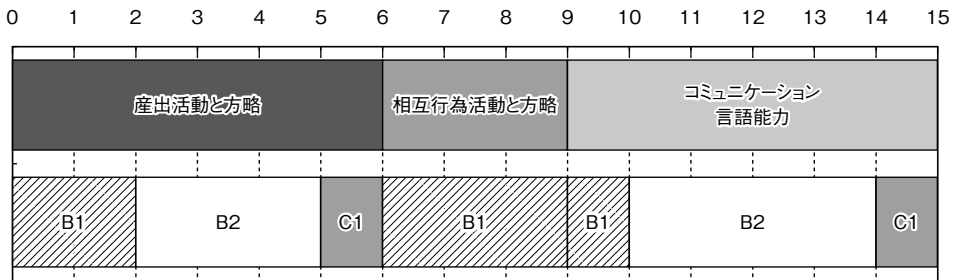 0 1 2 3 4 5 6 7 8 9 10 11 12 13 14 15
産出活動と方略 相互行為活動と方略 コミュニケーション
言語能力
B1 B2 C1 B1 B1 B2 C1